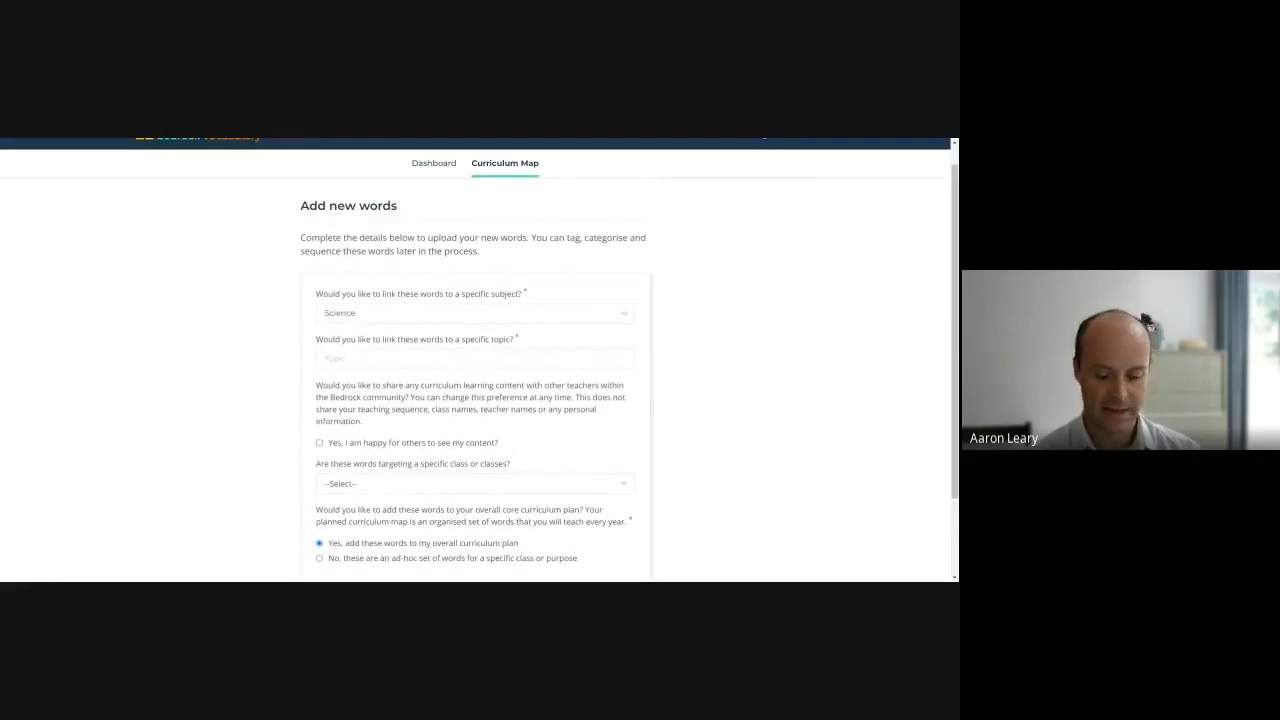 Dashboard Curriculum Map
Add new words
Complete the details below to upload your new words. You can tag, categorise and
sequence these words later in the process.
Would you like to link these words to a specific subject? *
Science
Would you like to link these words to a specific topic? *
Topic
Would you like to share any curriculum learning content with other teachers within
the Bedrock community? You can change this preference at any time. This does not
share your teaching sequence, class names, teacher names or any personal
information.
Yes, I am happy for others to see my content?
Are these words targeting a specific class or classes?
--Select--
Would you like to add these words to your overall core curriculum plan? Your
planned curriculum-map is an organised set of words that you will teach every year. *
Yes, add these words to my overall curriculum plan
No, these are an ad-hoc set of words for a specific class or purpose
Aaron Leary